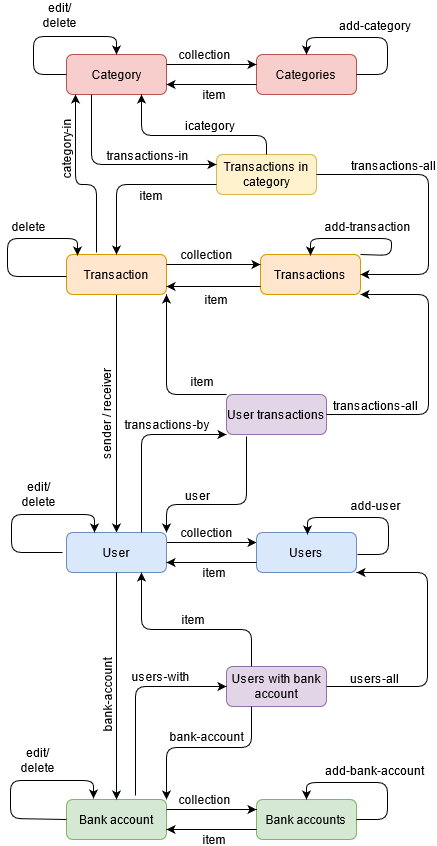 edit/
delete
add-category
collection
Category
Categories
item
icategory
category-in
transactions-in
Transactions in
category
transactions-all
item
delete
add-transaction
collection
Transaction
Transactions
item
item
sender / receiver
User transactions
transactions-all
transactions-by
edit/
delete
user
add-user
collection
User
Users
item
item
bank-account
users-with
Users with bank
account
users-all
bank-account
edit/
delete
add-bank-account
collection
Bank account
Bank accounts
item